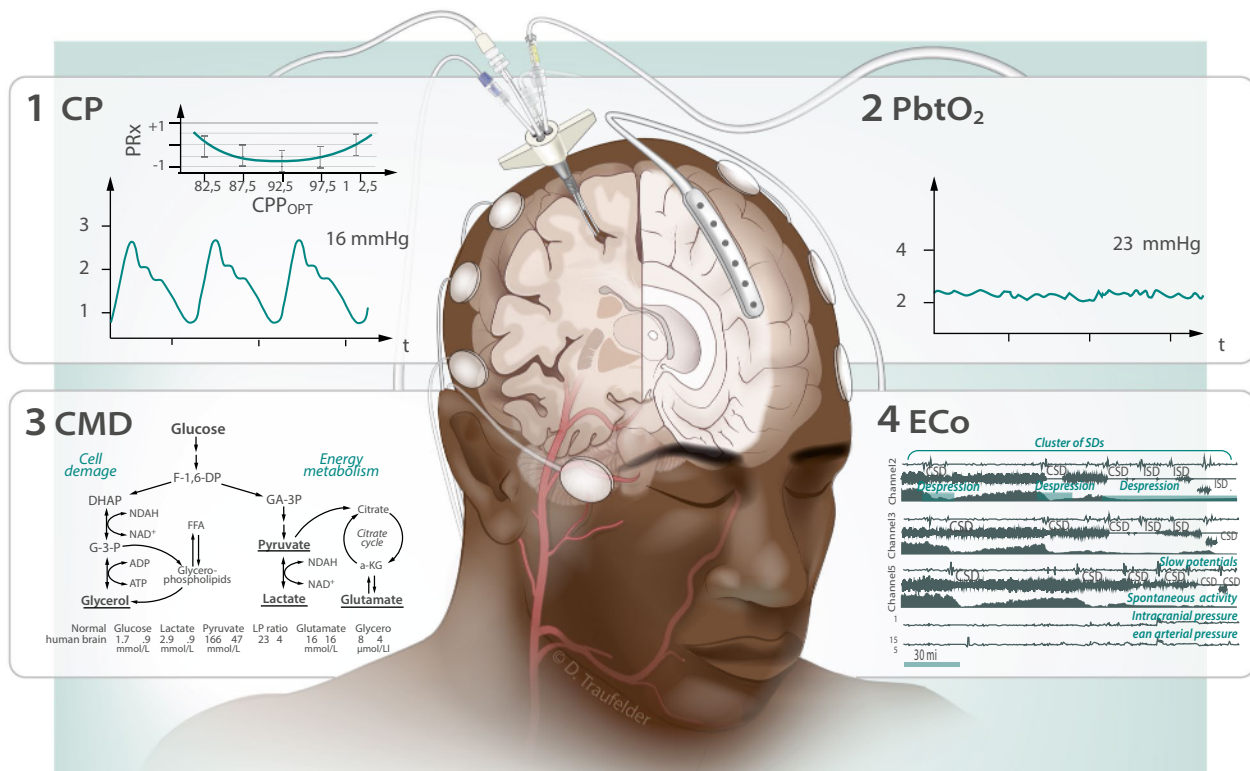 1 CP
PRx
+1
0
-1
82,5 87,5 92,5 97,5 1 2,5
CPP OPT
16 mmHg
3
2
1
t
2 PbtO₂
4
23 mmHg
2
t
3 CMD
Glucose
Cell
demage
Energy
metabolism
F-1,6-DP
DHAP
GA-3P
NDAH
NAD⁺
FFA
Citrate
Citrate
cycle
G-3-P
Pyruvate
ADP
Glycero-
phospholipids
NDAH
a-KG
ATP
NAD⁺
Glycerol
Lactate
Glutamate
Normal Glucose Lactate Pyruvate LP ratio Glutamate Glycero
human brain 1.7 .9 2.9 .9 166 47 23 4 16 16 8 4
mmol/L mmol/L mmol/L mmol/L µmol/Ll
4 ECo
Cluster of SDs
Channel2
CSD CSD CSD ISD ISD
ISD
Despression Despression Despression
Channel3
CSD CSD CSD ISD ISD
CSD
Slow potentials
Channel5
CSD CSD CSD CSD CSD CSD
Spontaneous activity
1
Intracranial pressure
ean arterial pressure
15
5
30 mi
© D. Traufelder